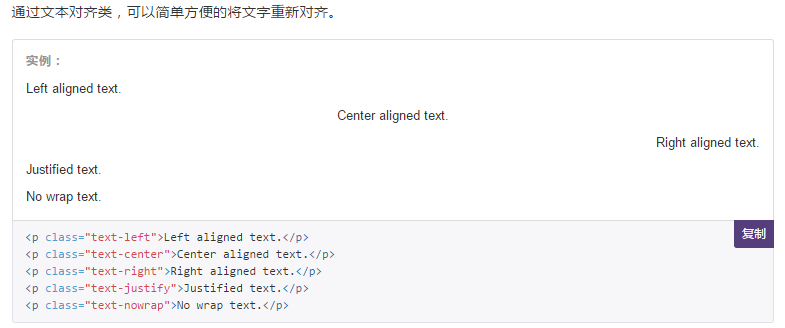 通过文本对齐类，可以简单方便的将文字重新对齐。
实例：
Left aligned text.
Center aligned text.
Right aligned text.
Justified text.
No wrap text.
复制
<p class="text-left">Left aligned text.</p>
<p class="text-center">Center aligned text.</p>
<p class="text-right">Right aligned text.</p>
<p class="text-justify">Justified text.</p>
<p class="text-nowrap">No wrap text.</p>